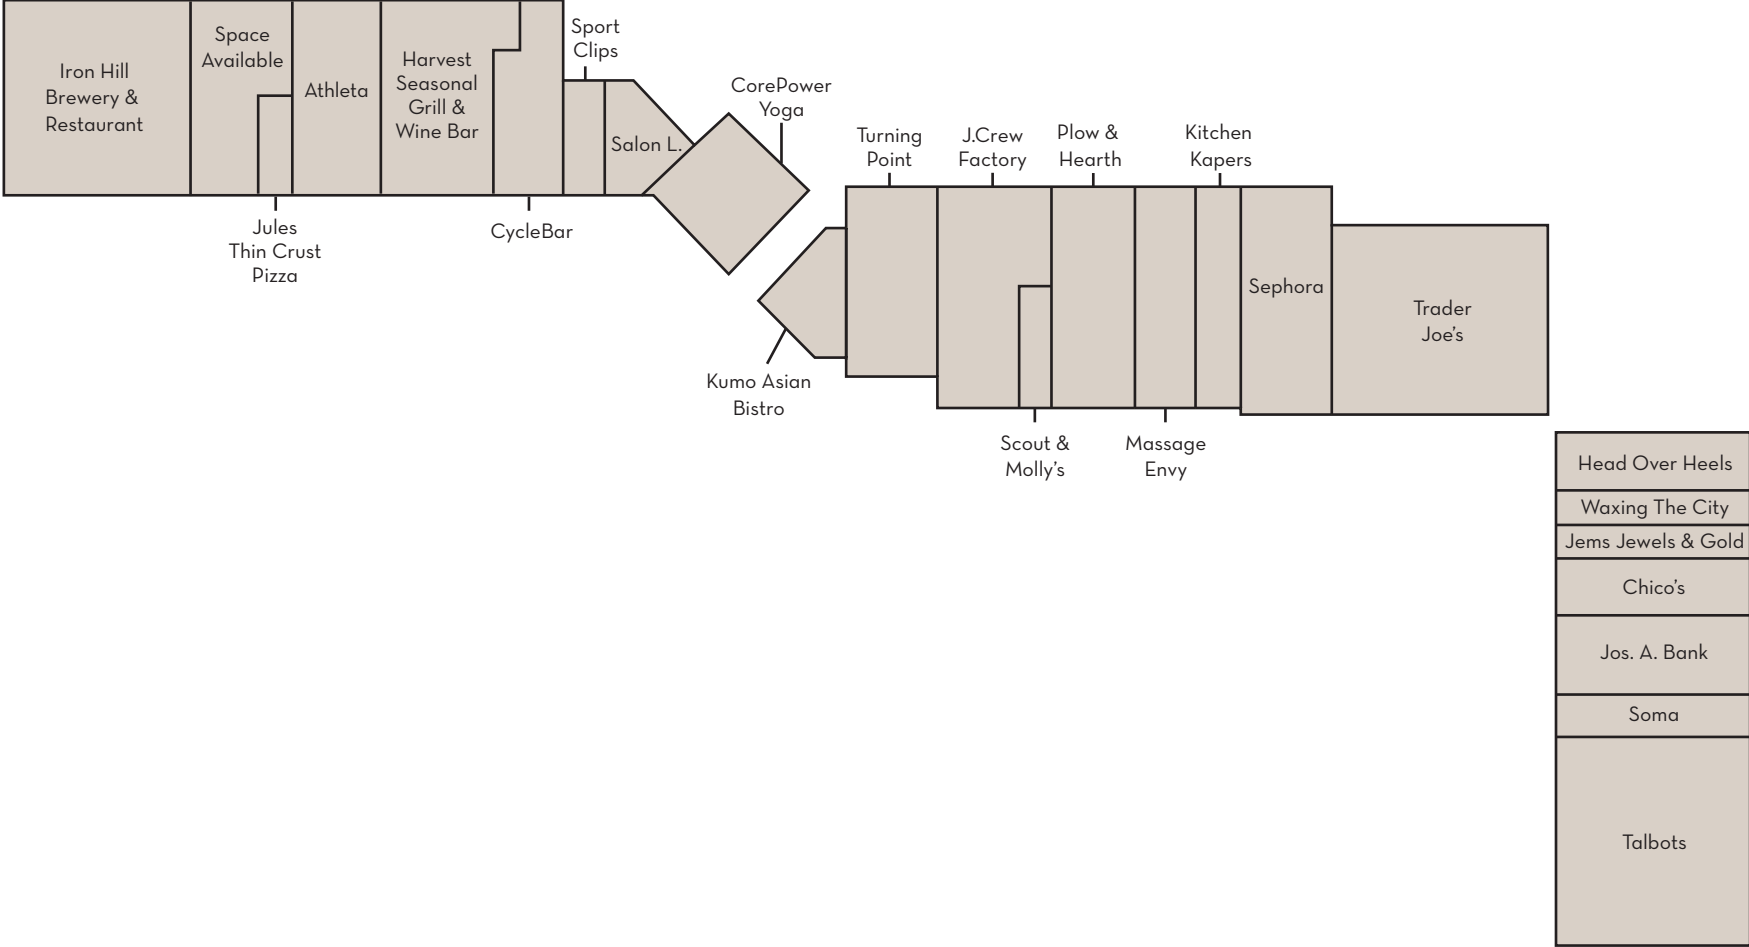 Iron Hill
Brewery &
Restaurant
Space
Available
Jules
Thin Crust
Pizza
Athleta
Harvest
Seasonal
Grill &
Wine Bar
CycleBar
Sport
Clips
Salon L.
CorePower
Yoga
Kumo Asian
Bistro
Turning
Point
J.Crew
Factory
Scout &
Molly's
Plow &
Hearth
Massage
Envy
Kitchen
Kapers
Sephora
Trader
Joe's
Head Over Heels
Waxing The City
Jems Jewels & Gold
Chico's
Jos. A. Bank
Soma
Talbots